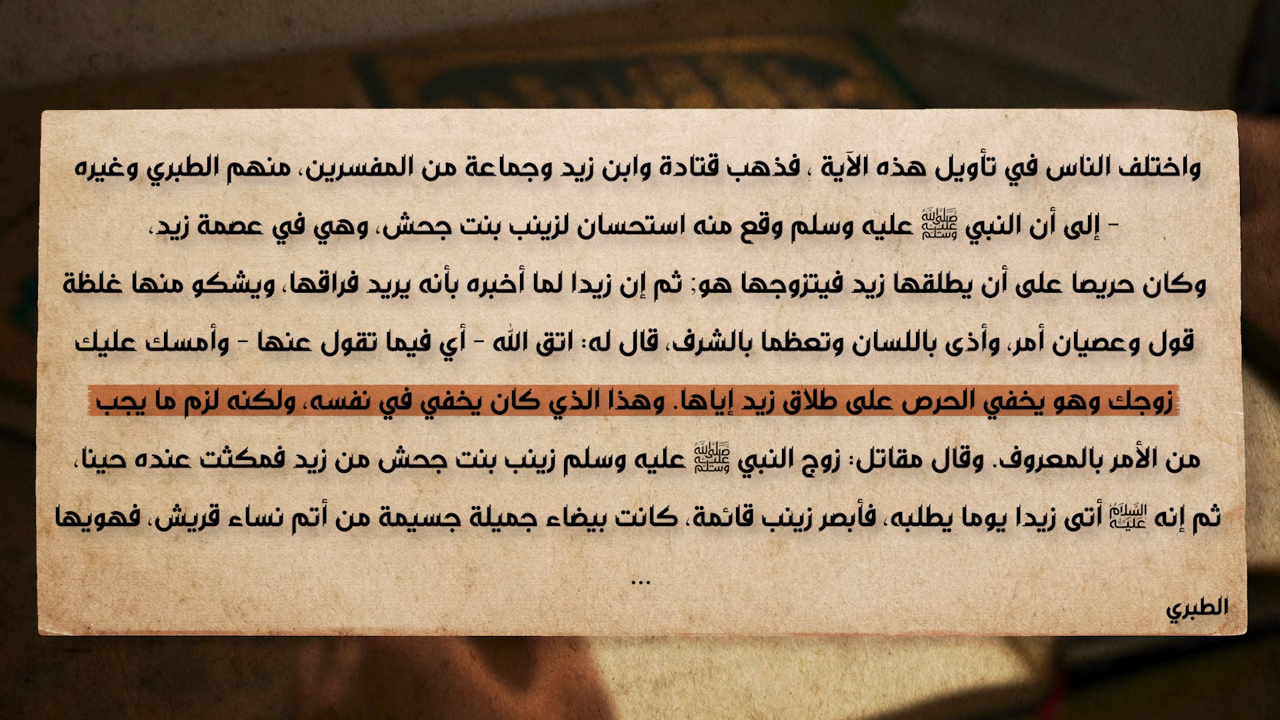 واختلف الناس في تأويل هذه الآية ، فذهب قتادة وابن زيد وجماعة من المفسرين، منهم الطبري وغيره
- إلى أن النبي ﷺ عليه وسلم وقع منه استحسان لزينب بنت جحش، وهي في عصمة زيد،
وكان حريصا على أن يطلقها زيد فيتزوجها هو; ثم إن زيدا لما أخبره بأنه يريد فراقها، ويشكو منها غلظة
قول وعصيان أمر، وأذى باللسان وتعظما بالشرف، قال له: اتق الله - أي فيما تقول عنها - وأمسك عليك
زوجك وهو يخفي الحرص على طلاق زيد إياها. وهذا الذي كان يخفي في نفسه، ولكنه لزم ما يجب
من الأمر بالمعروف. وقال مقاتل: زوج النبي ﷺ عليه وسلم زينب بنت جحش من زيد فمكثت عنده حينا،
ثم إنه عليه السلام أتى زيدا يوما يطلبه، فأبصر زينب قائمة، كانت بيضاء جميلة جسيمة من أتم نساء قريش، فهويها
...
الطبري